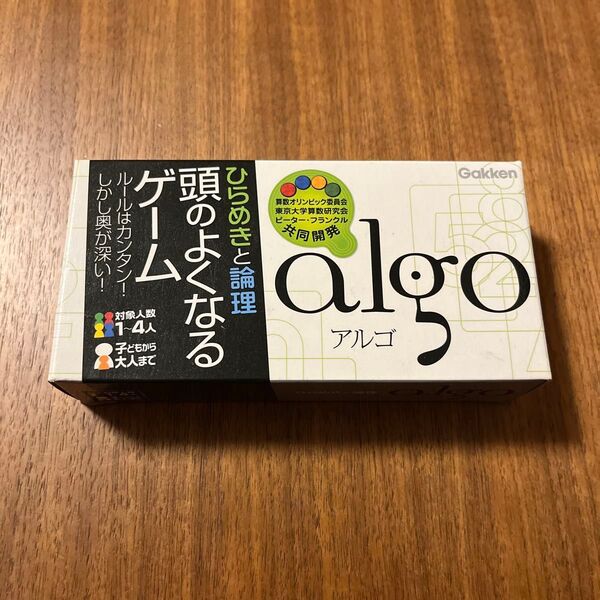 ひらめきと論理
頭のよくなる
ゲーム
ルールはカンタン!
しかし奥が深い!
対象人数
1~4人
子どもから
大人まで
算数オリンピック委員会
東京大学算数研究会
ピーター・フランクル
共同開発
Gakken
algo
アルゴ
algo